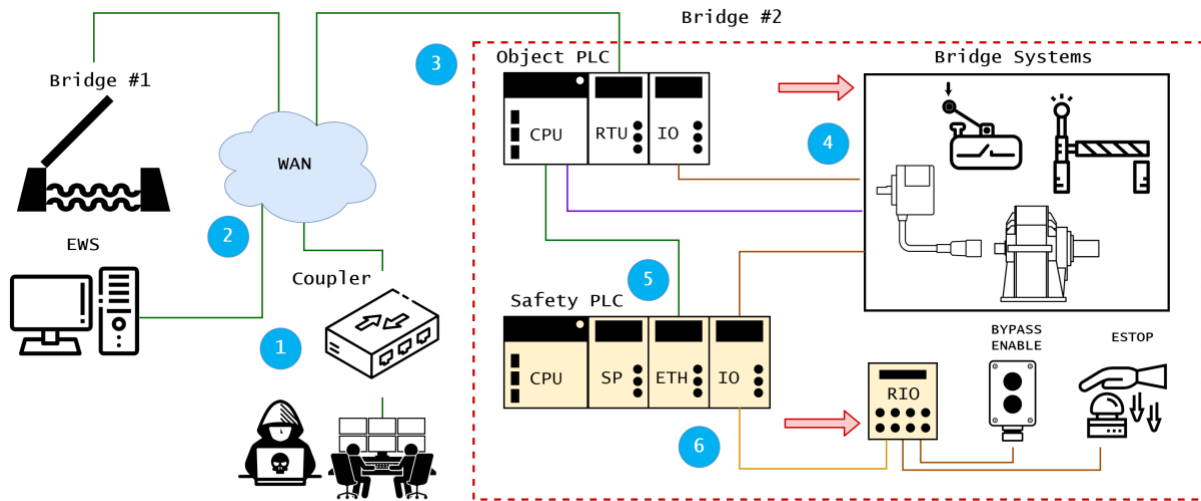 Bridge #2
Bridge #1
WAN
EWS
Coupler
1
2
3
Object PLC
CPU
RTU
IO
4
Bridge Systems
5
Safety PLC
CPU
SP
ETH
IO
6
RIO
BYPASS
ENABLE
ESTOP